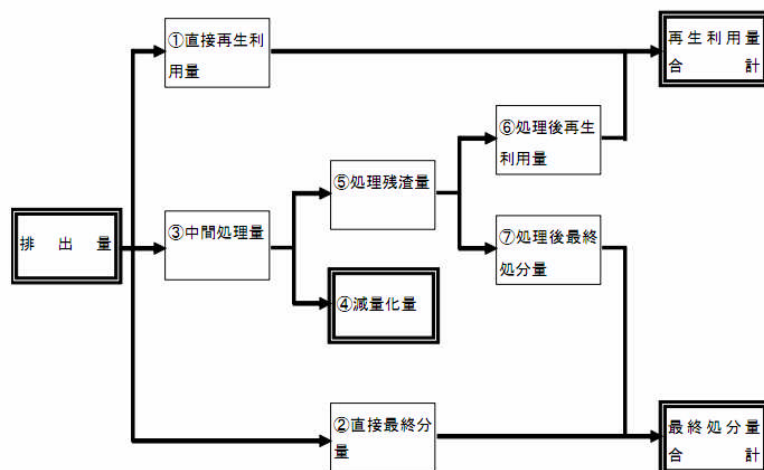 ①直接再生利
用量
再生利用量
合計
⑥処理後再生
利用量
⑤処理残渣量
排出量
③中間処理量
⑦処理後最終
処分量
④減量化量
②直接最終分
量
最終処分量
合計